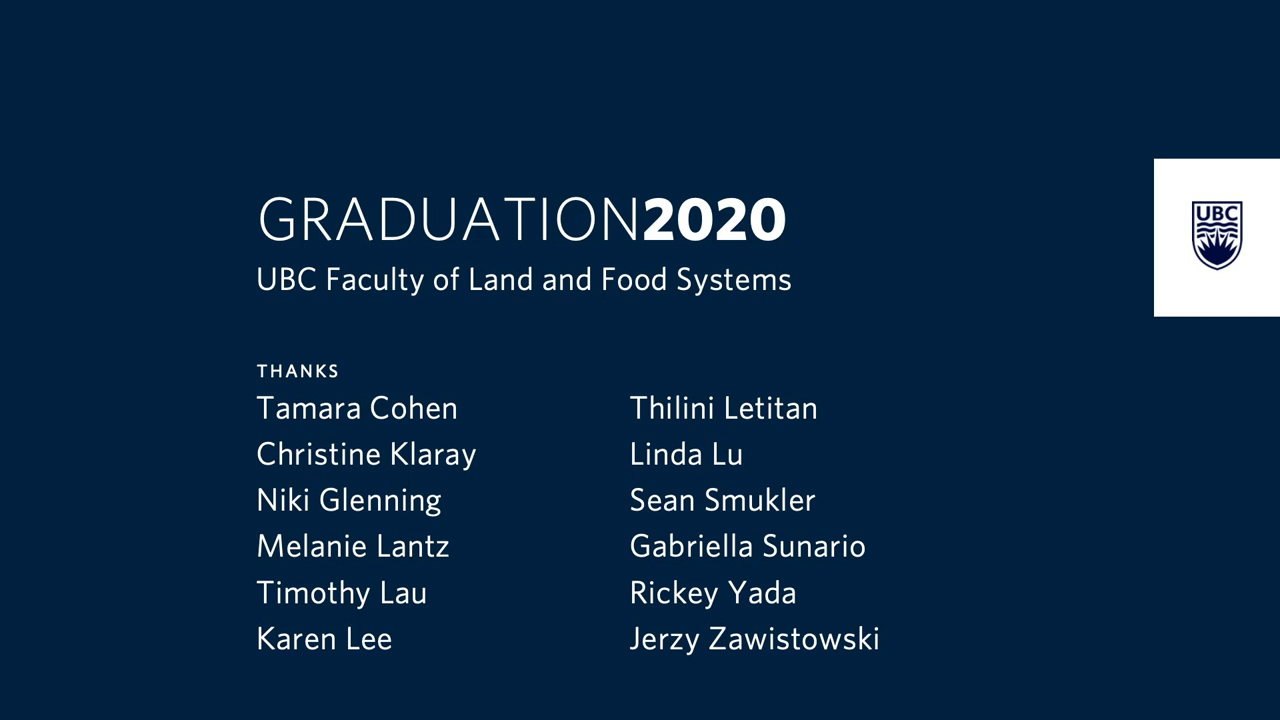 GRADUATION2020
UBC Faculty of Land and Food Systems
UBC
THANKS
Tamara Cohen
Christine Klaray
Niki Glenning
Melanie Lantz
Timothy Lau
Karen Lee
Thilini Letitan
Linda Lu
Sean Smukler
Gabriella Sunario
Rickey Yada
Jerzy Zawistowski